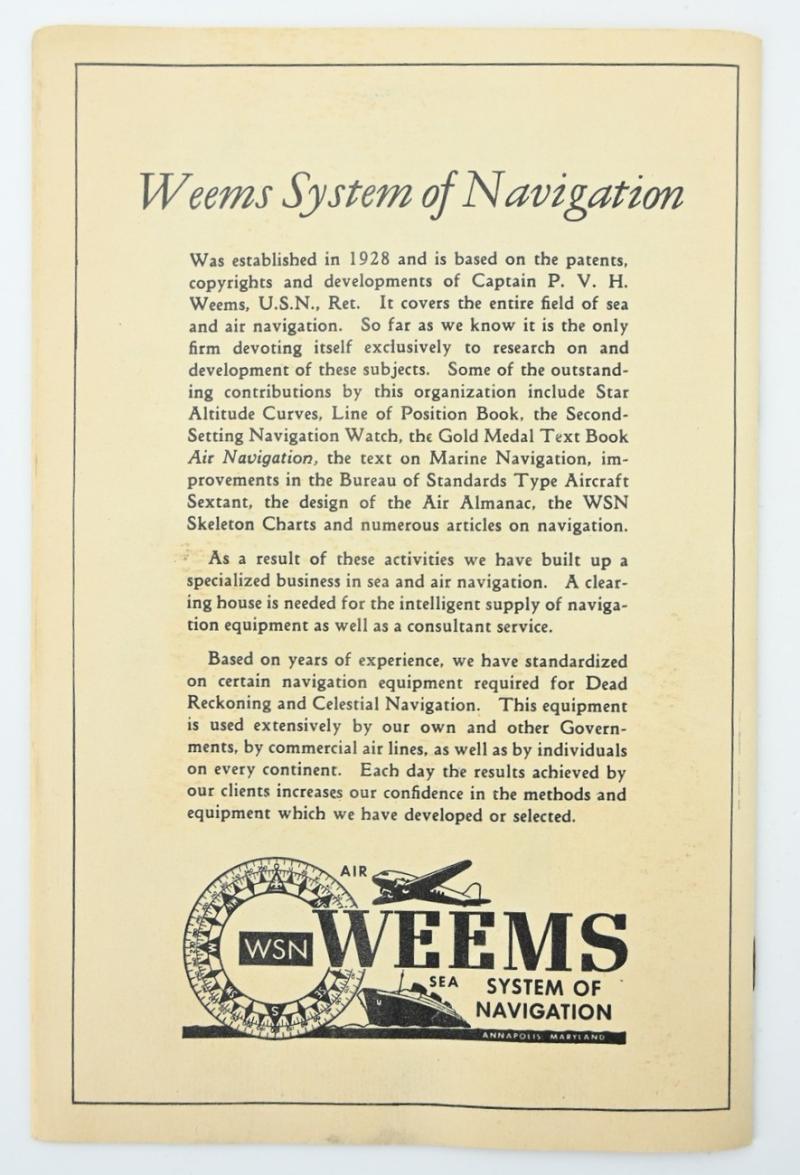 Weems System of Navigation
Was established in 1928 and is based on the patents,
copyrights and developments of Captain P. V. H.
Weems, U.S.N., Ret. It covers the entire field of sea
and air navigation. So far as we know it is the only
firm devoting itself exclusively to research on and
development of these subjects. Some of the outstand-
ing contributions by this organization include Star
Altitude Curves, Line of Position Book, the Second-
Setting Navigation Watch, the Gold Medal Text Book
Air Navigation, the text on Marine Navigation, im-
provements in the Bureau of Standards Type Aircraft
Sextant, the design of the Air Almanac, the WSN
Skeleton Charts and numerous articles on navigation.
As a result of these activities we have built up a
specialized business in sea and air navigation. A clear-
ing house is needed for the intelligent supply of naviga-
tion equipment as well as a consultant service.
Based on years of experience, we have standardized
on certain navigation equipment required for Dead
Reckoning and Celestial Navigation. This equipment
is used extensively by our own and other Govern-
ments, by commercial air lines, as well as by individuals
on every continent. Each day the results achieved by
our clients increases our confidence in the methods and
equipment which we have developed or selected.
AIR
WSN WEEMS
SEA SYSTEM OF
NAVIGATION
ANNAPOLIS MARYLAND